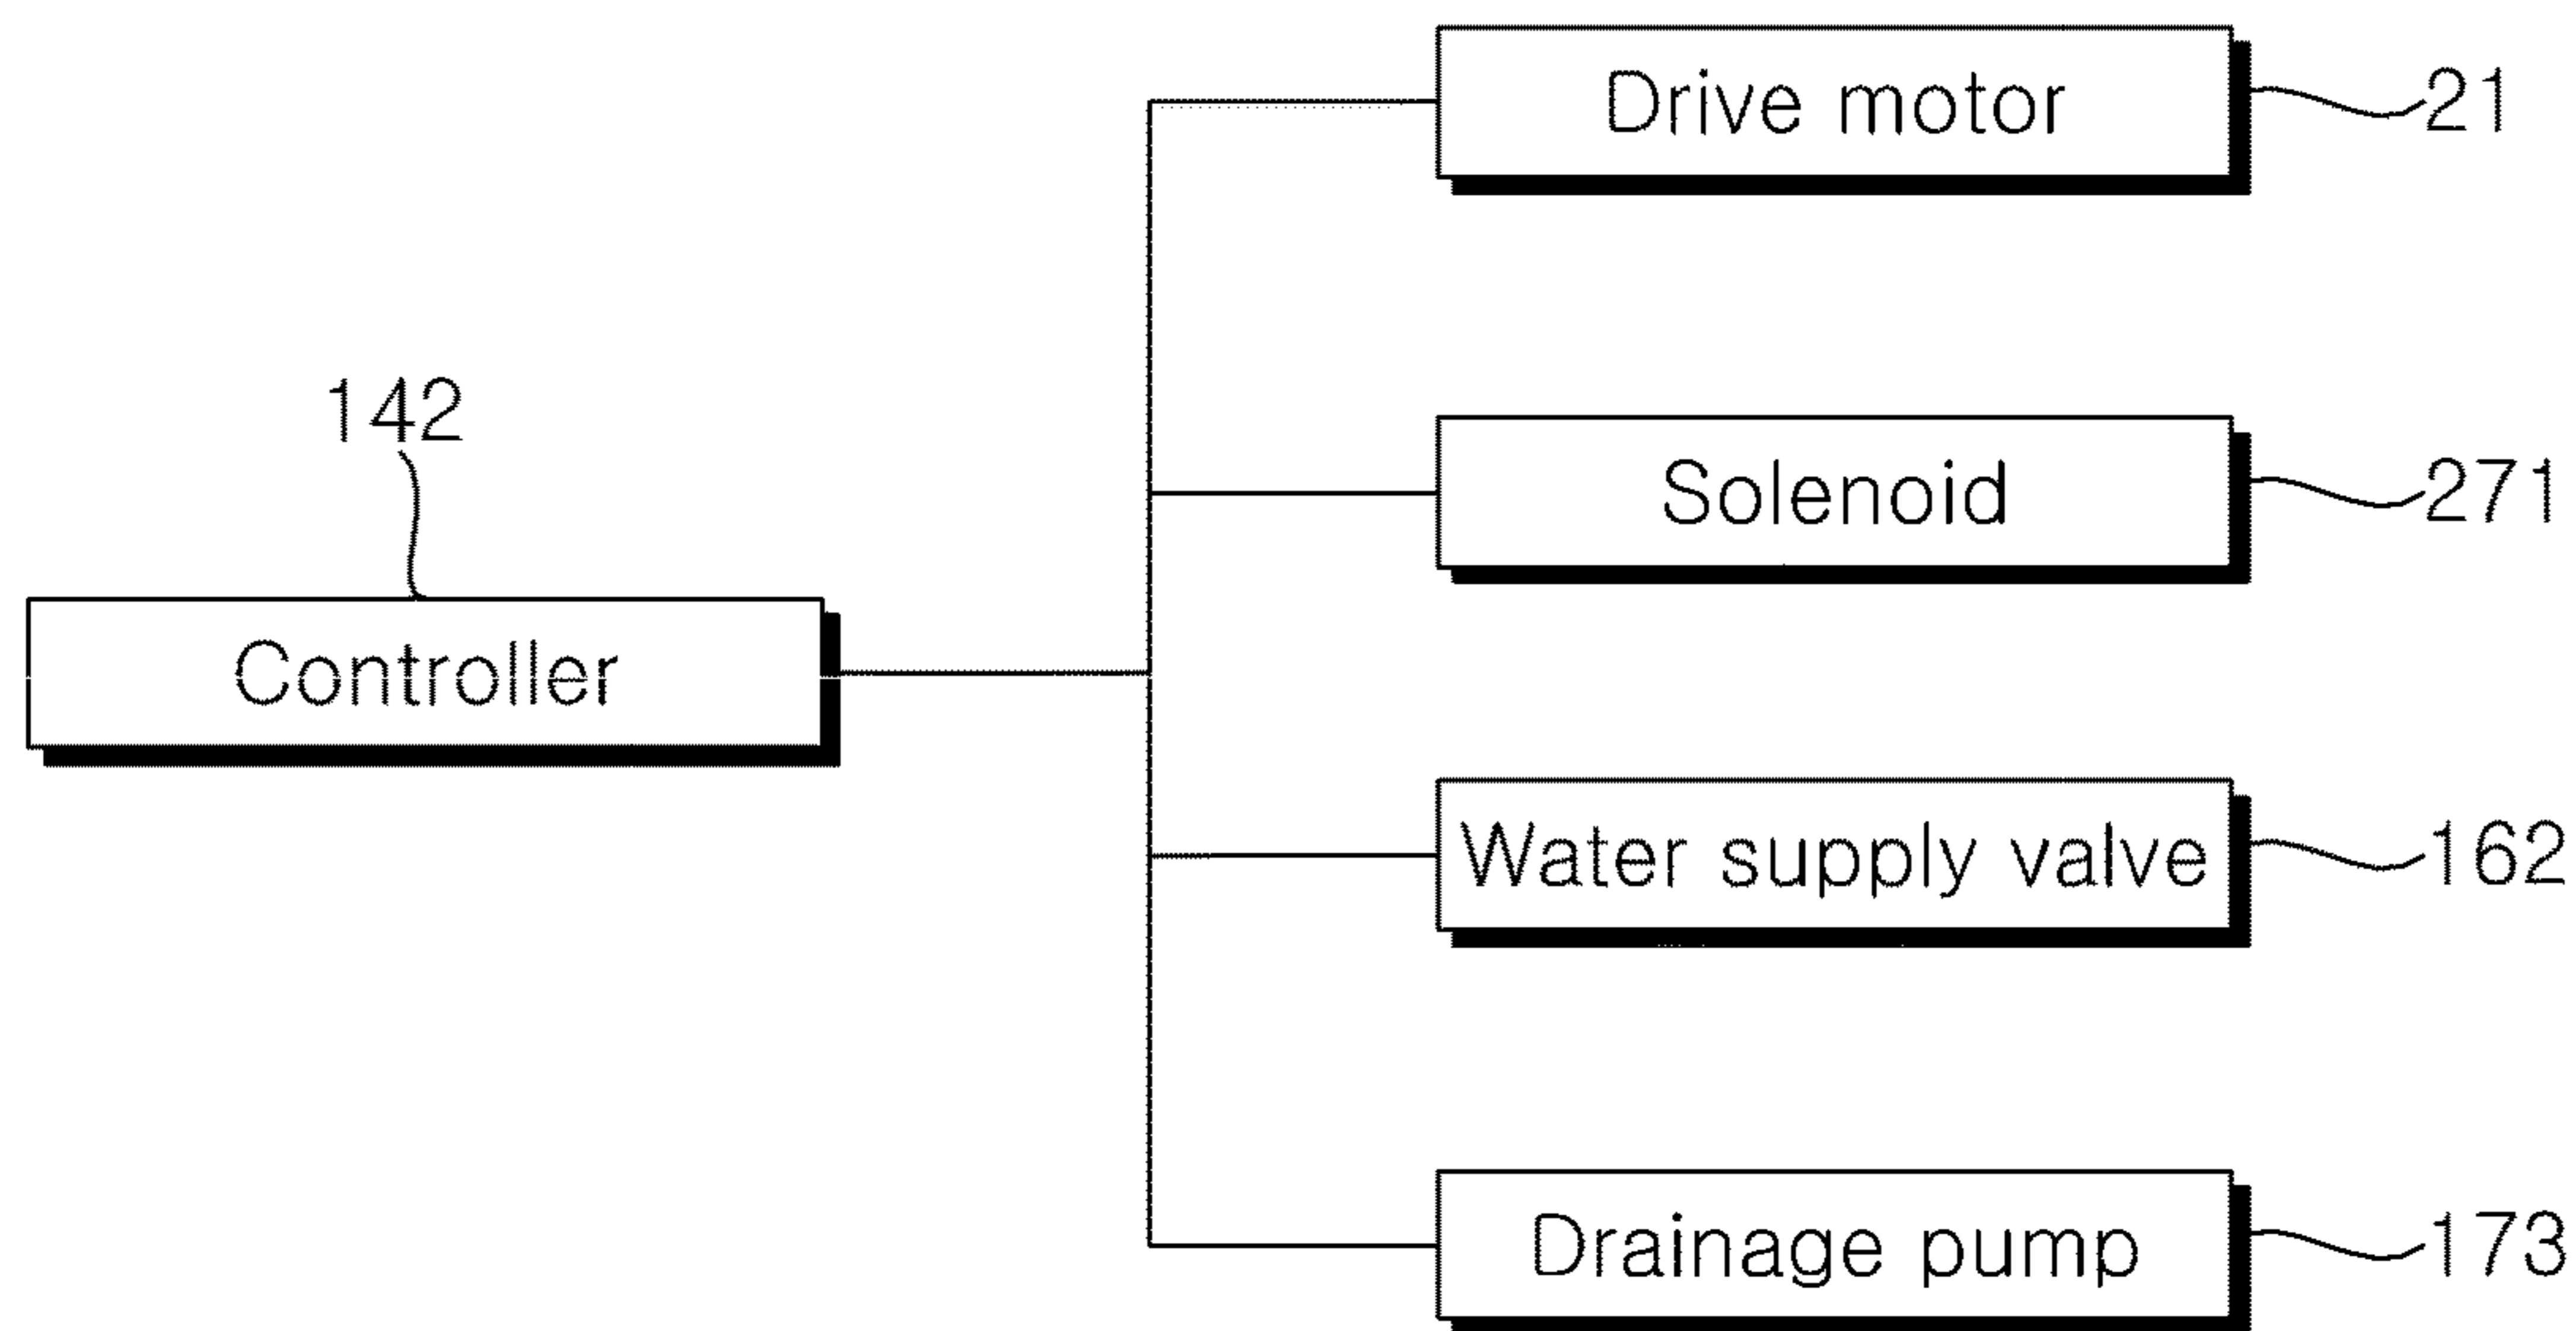 Drive motor 21
142
Solenoid 271
Controller
Water supply valve 162
Drainage pump 173